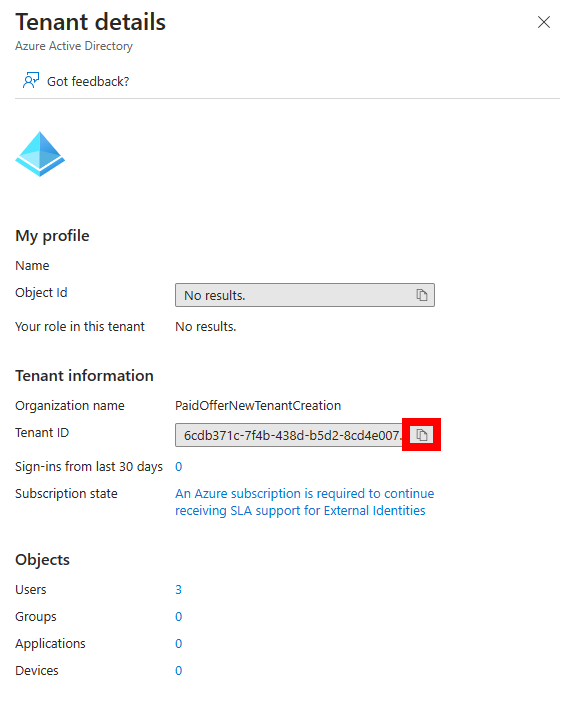 Tenant details
Azure Active Directory
Got feedback?
My profile
Name
Object Id No results.
Your role in this tenant No results.
Tenant information
Organization name PaidOfferNewTenantCreation
Tenant ID 6cdb371c-7f4b-438d-b5d2-8cd4e007.
Sign-ins from last 30 days 0
Subscription state An Azure subscription is required to continue
receiving SLA support for External Identities
Objects
Users 3
Groups 0
Applications 0
Devices 0